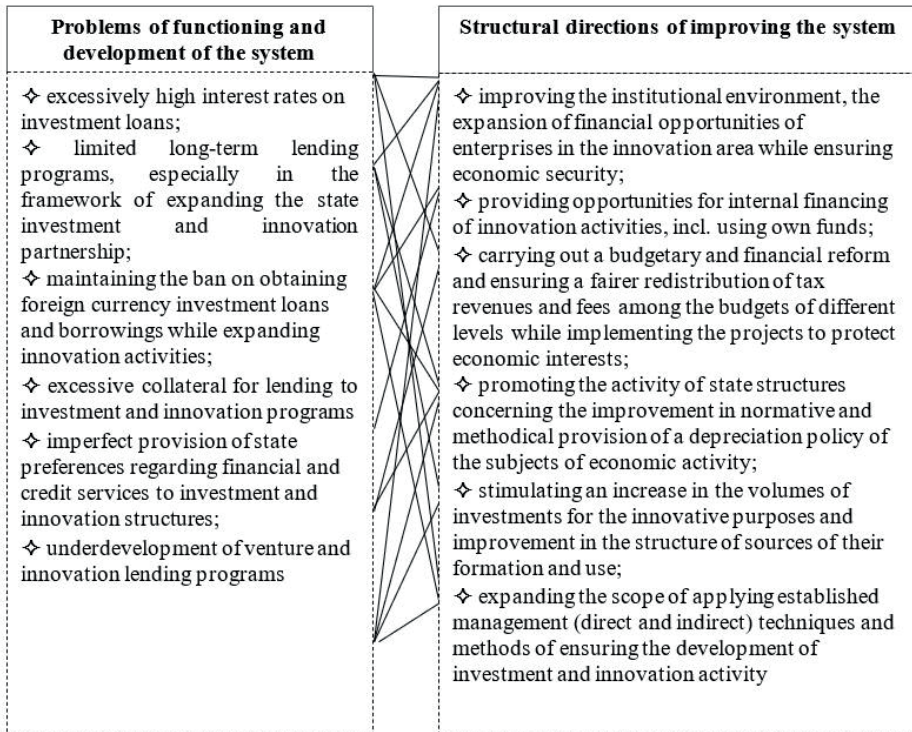 Problems of functioning and
development of the system
✧ excessively high interest rates on
investment loans;
✧ limited long-term lending
programs, especially in the
framework of expanding the state
investment and innovation
partnership;
✧ maintaining the ban on obtaining
foreign currency investment loans
and borrowings while expanding
innovation activities;
✧ excessive collateral for lending to
investment and innovation programs
✧ imperfect provision of state
preferences regarding financial and
credit services to investment and
innovation structures;
✧ underdevelopment of venture and
innovation lending programs
Structural directions of improving the system
✧ improving the institutional environment, the
expansion of financial opportunities of
enterprises in the innovation area while ensuring
economic security;
✧ providing opportunities for internal financing
of innovation activities, incl. using own funds;
✧ carrying out a budgetary and financial reform
and ensuring a fairer redistribution of tax
revenues and fees among the budgets of different
levels while implementing the projects to protect
economic interests;
✧ promoting the activity of state structures
concerning the improvement in normative and
methodical provision of a depreciation policy of
the subjects of economic activity;
✧ stimulating an increase in the volumes of
investments for the innovative purposes and
improvement in the structure of sources of their
formation and use;
✧ expanding the scope of applying established
management (direct and indirect) techniques and
methods of ensuring the development of
investment and innovation activity